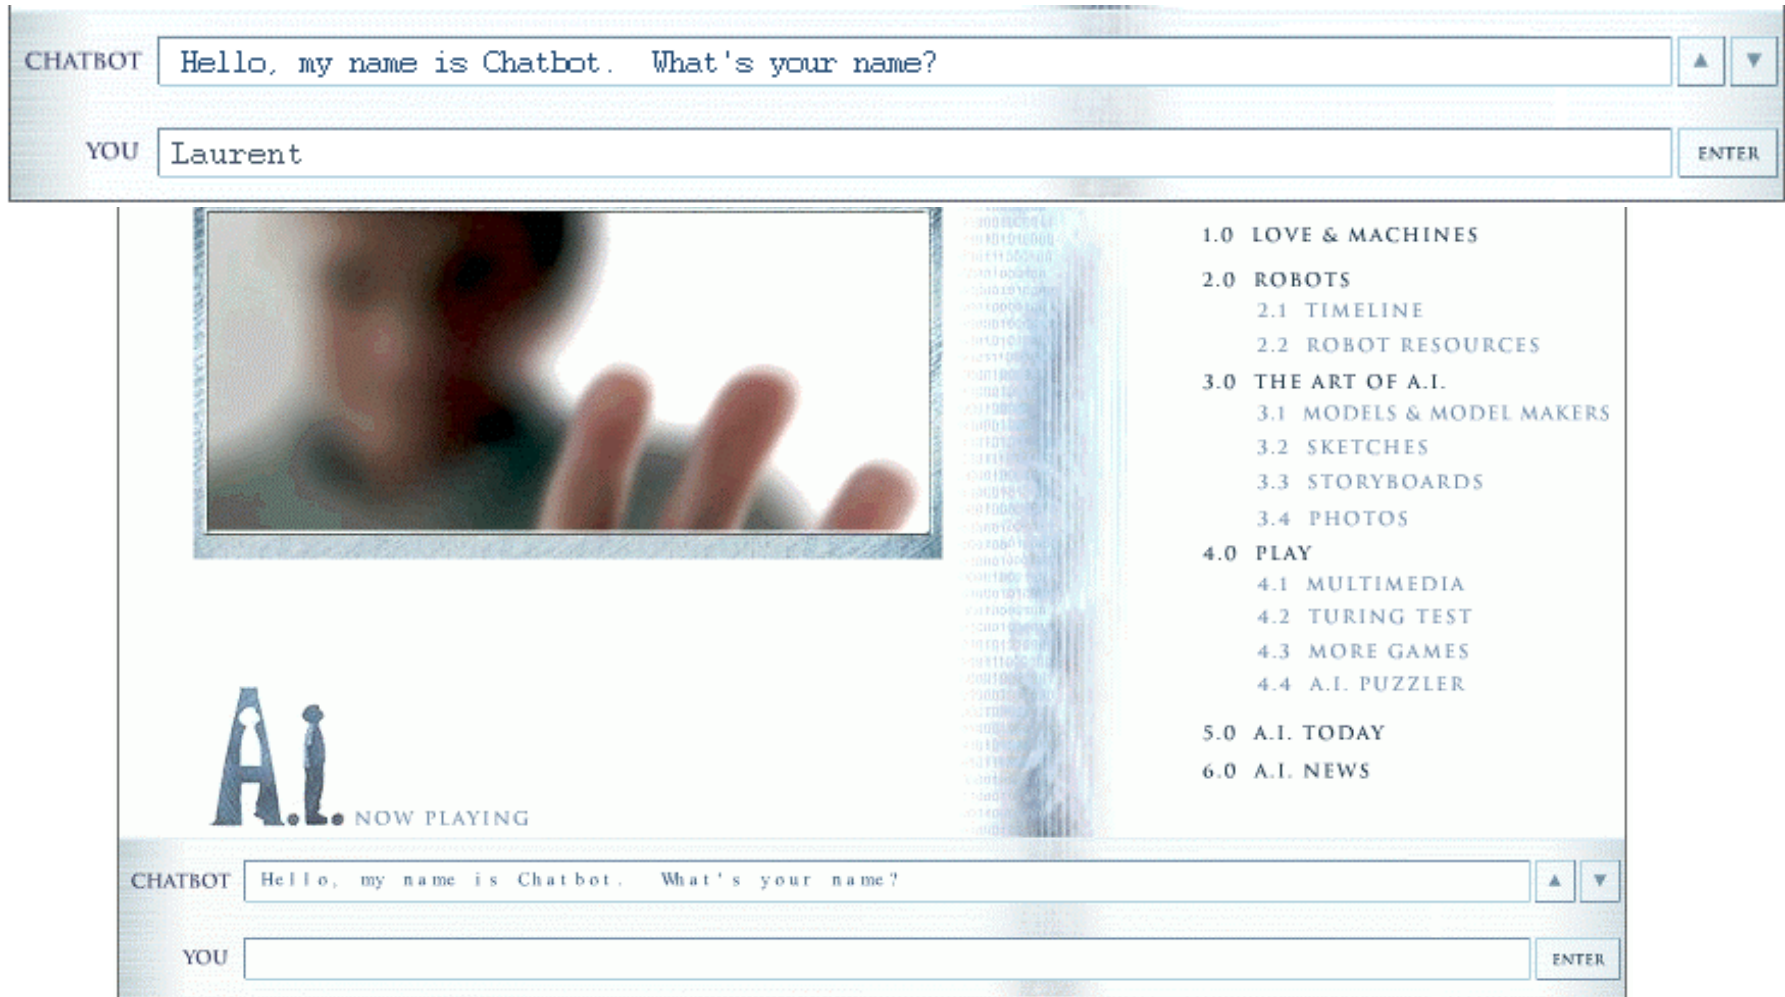 CHATBOT Hello, my name is Chatbot. What's your name? ▲ ▼
YOU Laurent ENTER
1.0 LOVE & MACHINES
2.0 ROBOTS
2.1 TIMELINE
2.2 ROBOT RESOURCES
3.0 THE ART OF A.I.
3.1 MODELS & MODEL MAKERS
3.2 SKETCHES
3.3 STORYBOARDS
3.4 PHOTOS
4.0 PLAY
4.1 MULTIMEDIA
4.2 TURING TEST
4.3 MORE GAMES
4.4 A.I. PUZZLER
5.0 A.I. TODAY
6.0 A.I. NEWS
A.I. NOW PLAYING
CHATBOT Hello, my name is Chatbot. What's your name? ▲ ▼
YOU ENTER